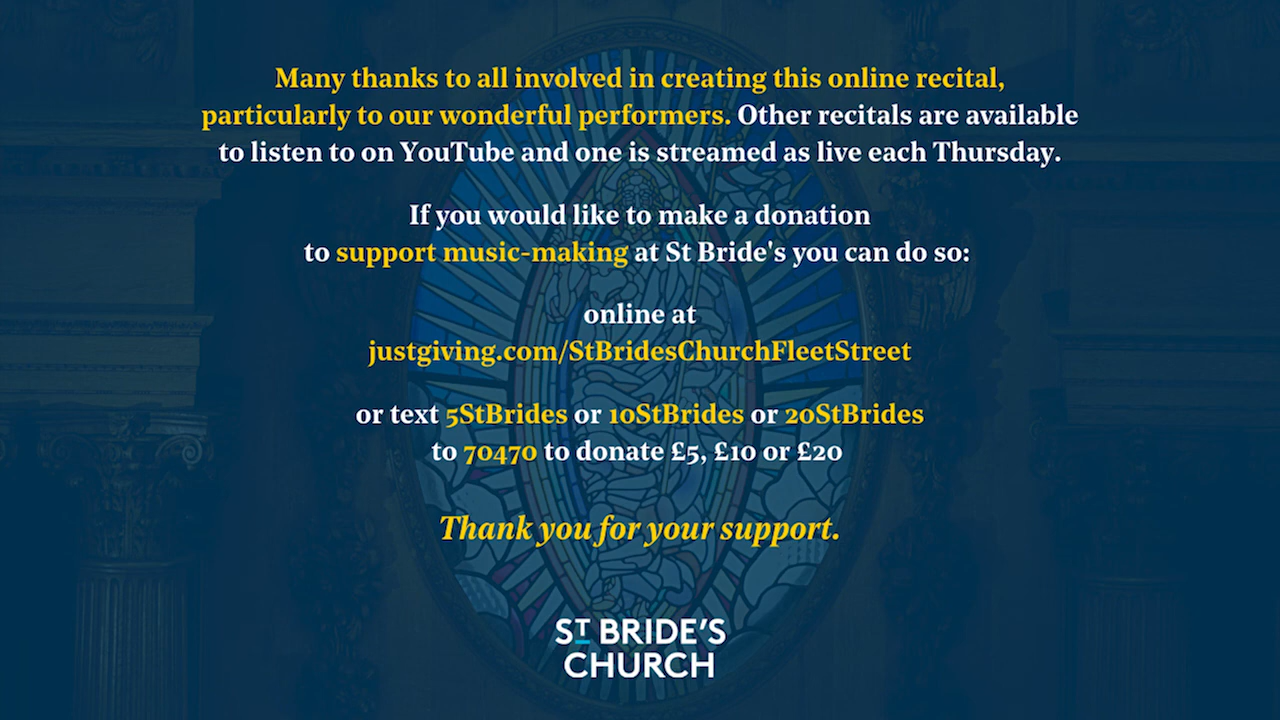 Many thanks to all involved in creating this online recital,
particularly to our wonderful performers. Other recitals are available
to listen to on YouTube and one is streamed as live each Thursday.
If you would like to make a donation
to support music-making at St Bride's you can do so:
online at
justgiving.com/StBridesChurchFleetStreet
or text 5StBrides or 10StBrides or 20StBrides
to 70470 to donate £5, £10 or £20
Thank you for your support.
ST BRIDE’S
CHURCH